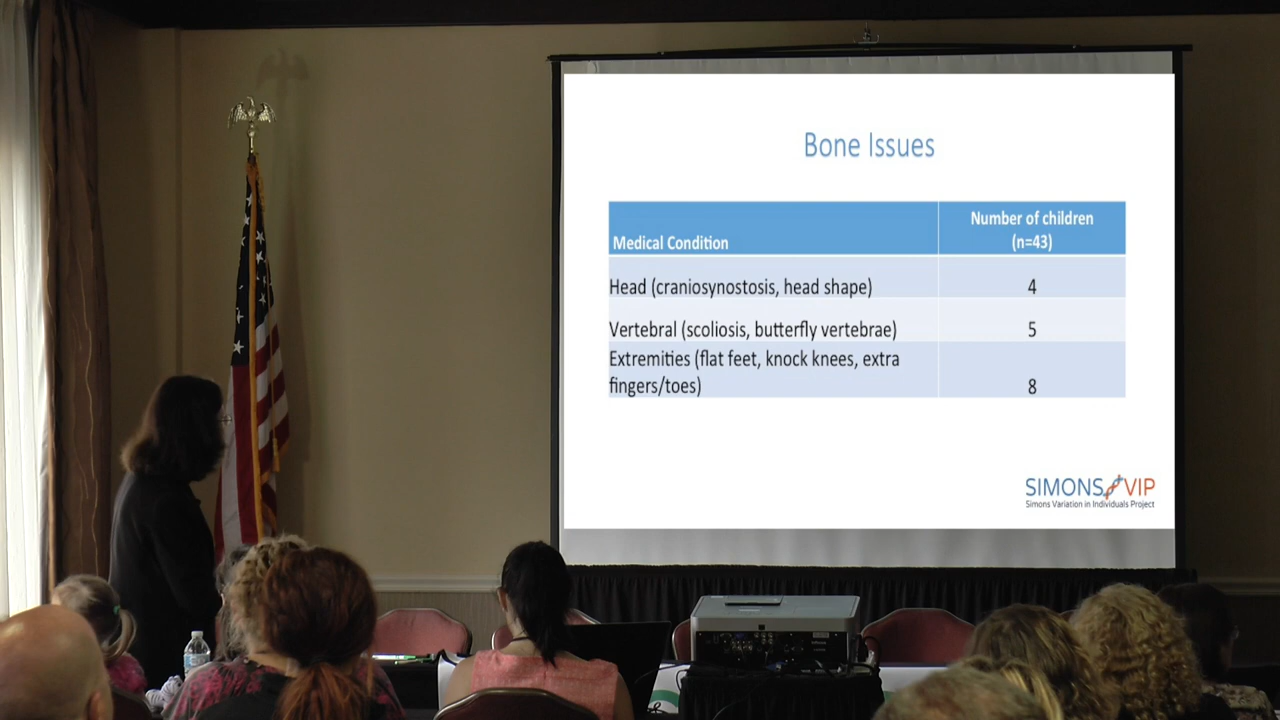 Bone Issues
Medical Condition
Number of children
(n=43)
Head (craniosynostosis, head shape)
4
Vertebral (scoliosis, butterfly vertebrae)
5
Extremities (flat feet, knock knees, extra
fingers/toes)
8
SIMONS VIP
Simons Variation in Individuals Project